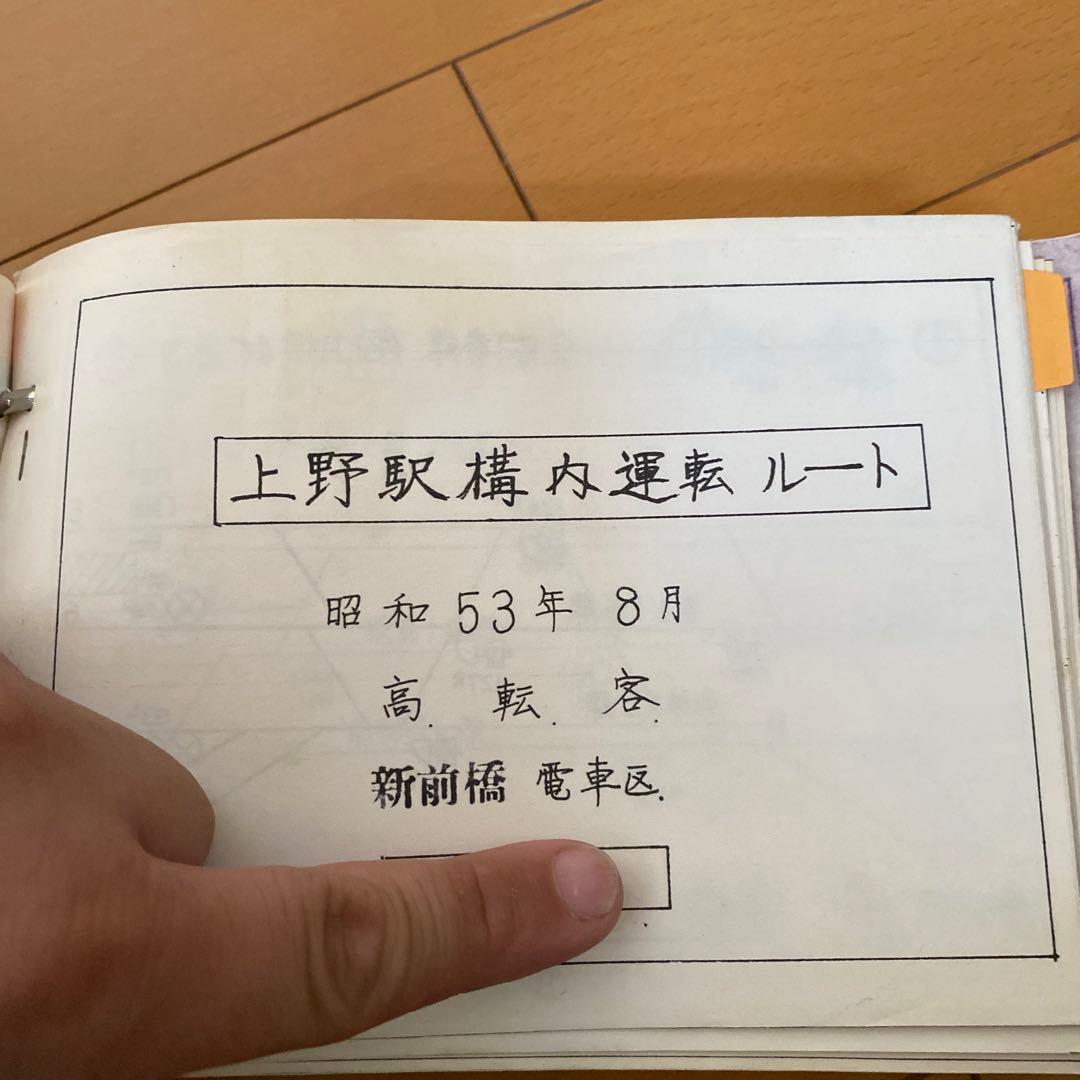 上野駅構内運転ルート
昭和53年8月
高.転.客.
新前橋 電車区.